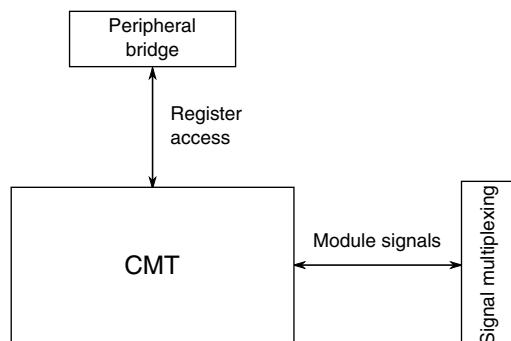 Peripheral
bridge
Register
access
CMT
Module signals
Signal multiplexing